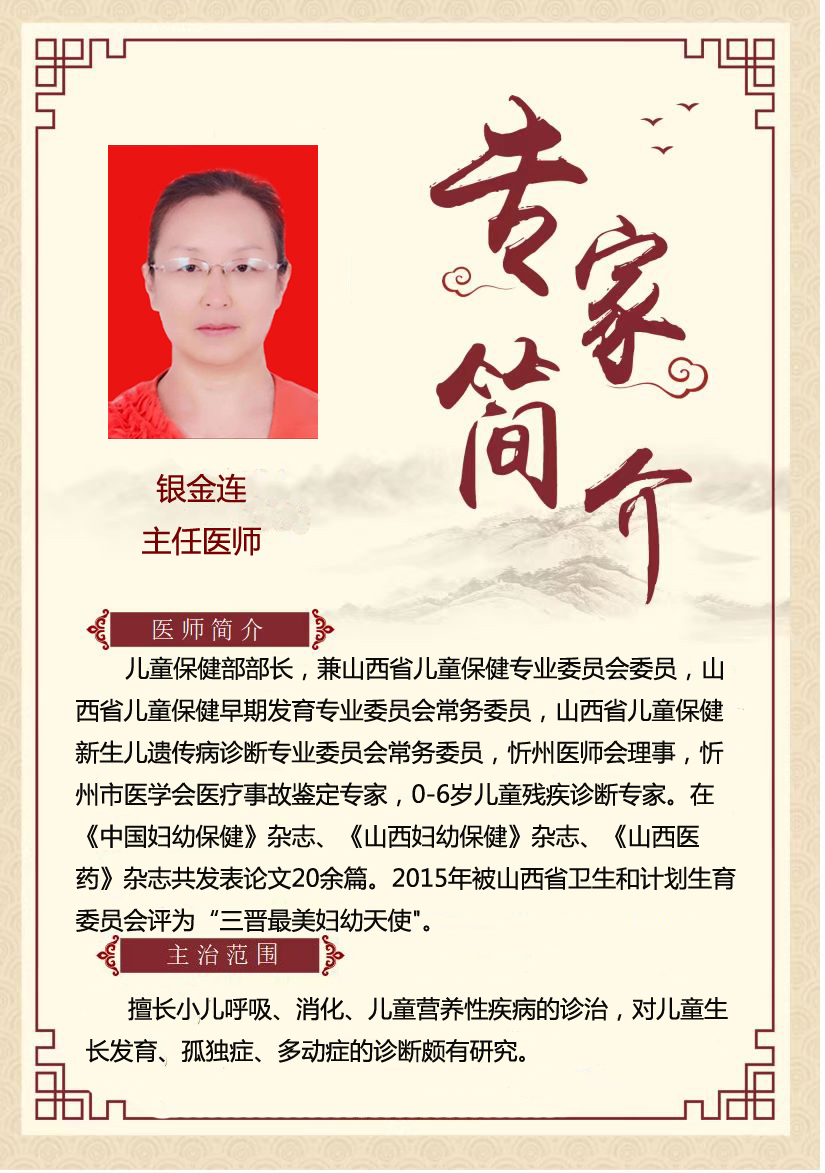 专家简介
银金连
主任医师
医师简介
儿童保健部部长，兼山西省儿童保健专业委员会委员，山
西省儿童保健早期发育专业委员会常务委员，山西省儿童保健
新生儿遗传病诊断专业委员会常务委员，忻州医师会理事，忻
州市医学会医疗事故鉴定专家，0-6岁儿童残疾诊断专家。在
《中国妇幼保健》杂志、《山西妇幼保健》杂志、《山西医
药》杂志共发表论文20余篇。2015年被山西省卫生和计划生育
委员会评为“三晋最美妇幼天使"。
主治范围
擅长小儿呼吸、消化、儿童营养性疾病的诊治，对儿童生
长发育、孤独症、多动症的诊断颇有研究。